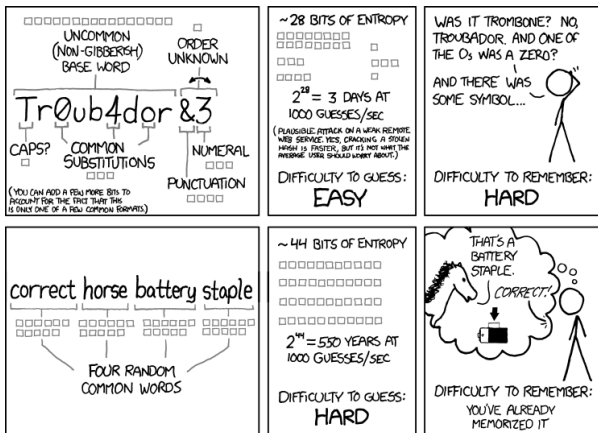 UNCOMMON
(NON-GIBBERISH)
BASE WORD
ORDER
UNKNOWN
Tr0ub4dor &3
CAPS?
COMMON
SUBSTITUTIONS
NUMERAL
PUNCTUATION
(YOU CAN ADD A FEW MORE BITS TO
ACCOUNT FOR THE FACT THAT THIS
IS ONLY ONE OF A FEW COMMON FORMATS.)
~28 BITS OF ENTROPY
2²⁸ = 3 DAYS AT
1000 GUESSES/SEC
(PLAUSIBLE ATTACK ON A WEAK REMOTE
WEB SERVICE. YES, CRACKING A STOLEN
HASH IS FASTER, BUT IT'S NOT WHAT THE
AVERAGE USER SHOULD WORRY ABOUT.)
DIFFICULTY TO GUESS:
EASY
WAS IT TROMBONE? NO,
TROUBADOR. AND ONE OF
THE Os WAS A ZERO?
AND THERE WAS
SOME SYMBOL...
DIFFICULTY TO REMEMBER:
HARD
correct horse battery staple
FOUR RANDOM
COMMON WORDS
~44 BITS OF ENTROPY
2⁴⁴ = 550 YEARS AT
1000 GUESSES/SEC
DIFFICULTY TO GUESS:
HARD
THAT'S A
BATTERY
STAPLE.
CORRECT!
DIFFICULTY TO REMEMBER:
YOU'VE ALREADY
MEMORIZED IT